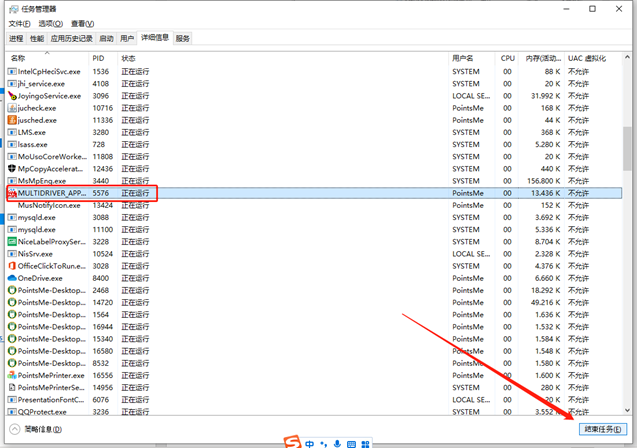 任务管理器
文件(F) 选项(O) 查看(V)
进程 性能 应用历史记录 启动 用户 详细信息 服务
名称 PID 状态 用户名 CPU 内存(活动... UAC 虚拟化
IntelCpHeciSvc.exe 1536 正在运行 SYSTEM 00 88 K 不允许
jhi_service.exe 4108 正在运行 SYSTEM 00 20 K 不允许
JoyingoService.exe 3096 正在运行 LOCAL SE... 00 31,992 K 不允许
jucheck.exe 10716 正在运行 PointsMe 00 168 K 不允许
jusched.exe 11336 正在运行 PointsMe 00 44 K 不允许
LMS.exe 3280 正在运行 SYSTEM 00 368 K 不允许
lsass.exe 728 正在运行 SYSTEM 00 5,280 K 不允许
MoUsoCoreWorke... 11808 正在运行 SYSTEM 00 20 K 不允许
MpCopyAccelerat... 12436 正在运行 SYSTEM 00 440 K 不允许
MsMpEng.exe 3440 正在运行 SYSTEM 00 156,800 K 不允许
MULTIDRIVER_APP... 5576 正在运行 PointsMe 00 13,436 K 不允许
MusNotifyIcon.exe 13424 正在运行 PointsMe 00 152 K 不允许
mysqld.exe 3088 正在运行 SYSTEM 00 3,692 K 不允许
mysqld.exe 11100 正在运行 SYSTEM 00 5,336 K 不允许
NiceLabelProxySer... 3228 正在运行 SYSTEM 00 8,704 K 不允许
NisSrv.exe 10524 正在运行 LOCAL SE... 00 2,328 K 不允许
OfficeClickToRun.e... 3028 正在运行 SYSTEM 00 4,376 K 不允许
OneDrive.exe 8400 正在运行 PointsMe 00 6,660 K 不允许
PointsMe-Desktop... 2468 正在运行 PointsMe 00 18,292 K 不允许
PointsMe-Desktop... 14720 正在运行 PointsMe 00 49,216 K 不允许
PointsMe-Desktop... 1564 正在运行 PointsMe 00 1,636 K 不允许
PointsMe-Desktop... 16944 正在运行 PointsMe 00 1,532 K 不允许
PointsMe-Desktop... 15340 正在运行 PointsMe 00 1,584 K 不允许
PointsMe-Desktop... 16580 正在运行 PointsMe 00 1,548 K 不允许
PointsMe-Desktop... 8532 正在运行 PointsMe 00 1,580 K 不允许
PointsMePrinter.exe 16556 正在运行 PointsMe 00 1,600 K 不允许
PointsMePrinterSe... 14956 正在运行 SYSTEM 00 280 K 不允许
PresentationFontC... 6796 正在运行 LOCAL SE... 00 20 K 不允许
QQProtect.exe 3236 正在运行 SYSTEM 00 3,552 K 不允许
简略信息(D) 结束任务(E)
中